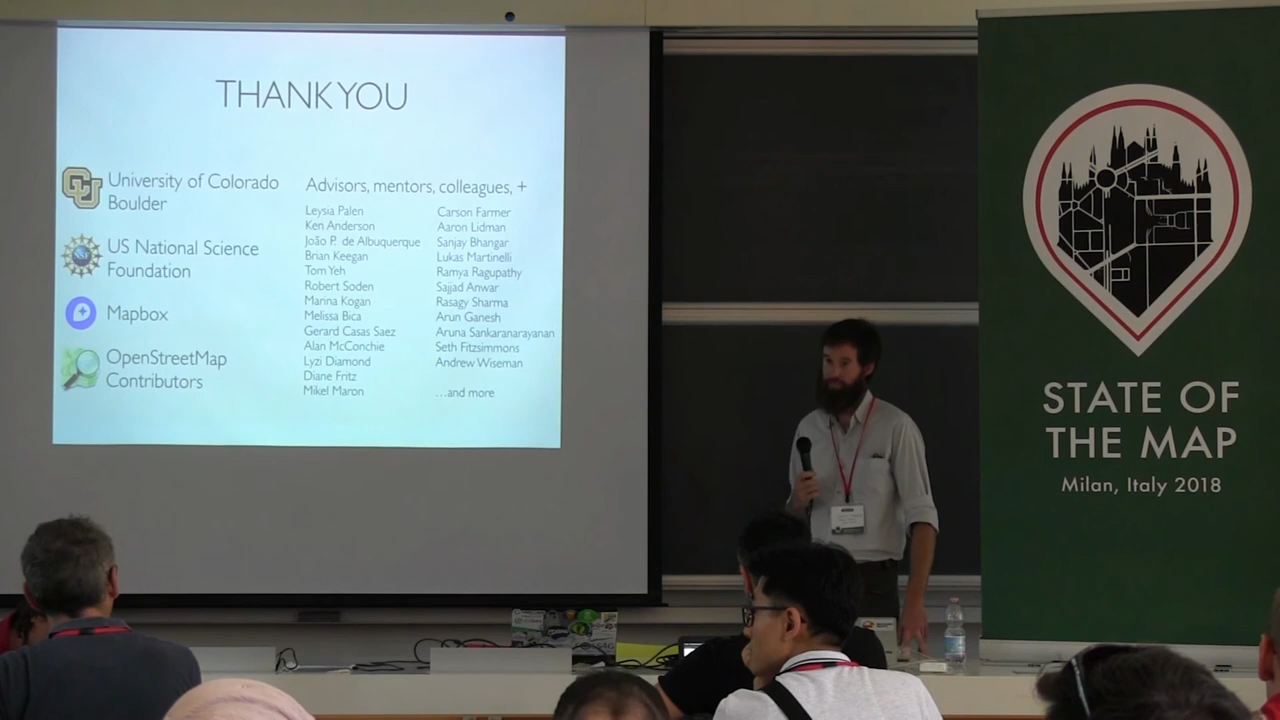 THANK YOU
University of Colorado
Boulder
US National Science
Foundation
Mapbox
OpenStreetMap
Contributors
Advisors, mentors, colleagues, +
Leysia Palen
Ken Anderson
João P. de Albuquerque
Brian Keegan
Tom Yeh
Robert Soden
Marina Kogan
Melissa Bica
Gerard Casas Saez
Alan McConchie
Lyzi Diamond
Diane Fritz
Mikel Maron
Carson Farmer
Aaron Lidman
Sanjay Bhangar
Lukas Martinelli
Ramya Ragupathy
Sajjad Anwar
Rasagy Sharma
Arun Ganesh
Aruna Sankaranarayanan
Seth Fitzsimmons
Andrew Wiseman
...and more
STATE OF
THE MAP
Milan, Italy 2018